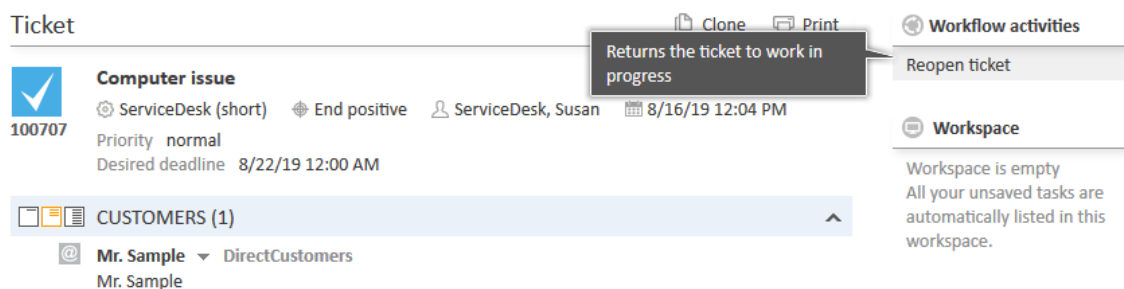 Ticket
Clone Print
Returns the ticket to work in
progress
Computer issue
ServiceDesk (short) End positive ServiceDesk, Susan 8/16/19 12:04 PM
100707
Priority normal
Desired deadline 8/22/19 12:00 AM
CUSTOMERS (1)
@ Mr. Sample DirectCustomers
Mr. Sample
Workflow activities
Reopen ticket
Workspace
Workspace is empty
All your unsaved tasks are
automatically listed in this
workspace.